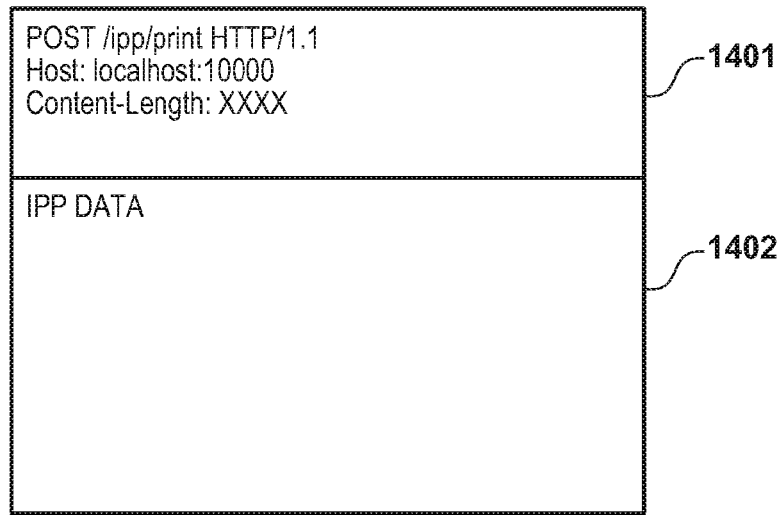 POST /ipp/print HTTP/1.1
Host: localhost:10000
Content-Length: XXXX
1401
IPP DATA
1402